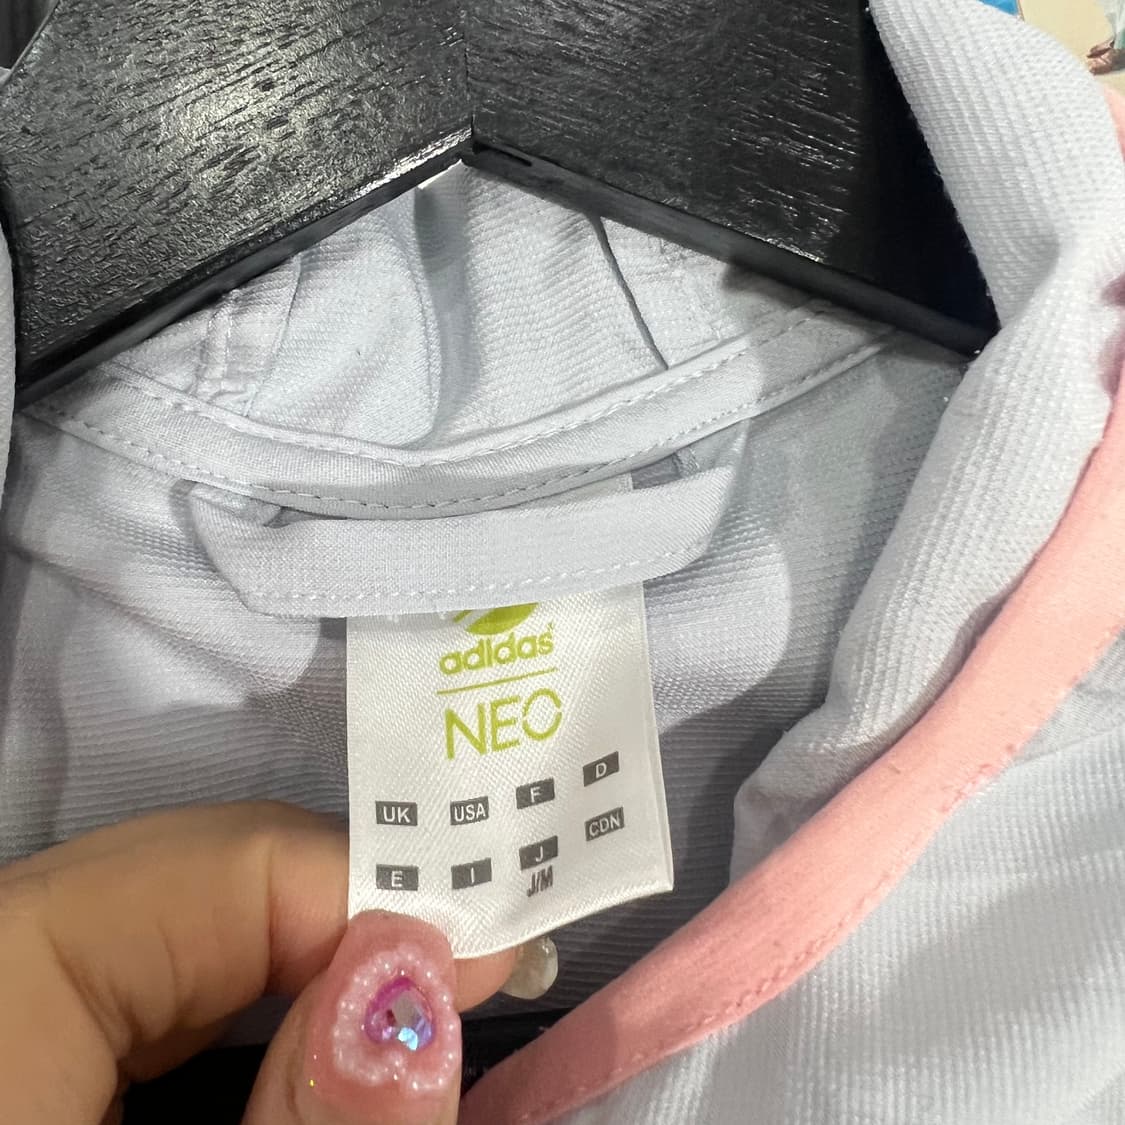 adidas
NEO
UK USA F D
E I J CDN
J/M